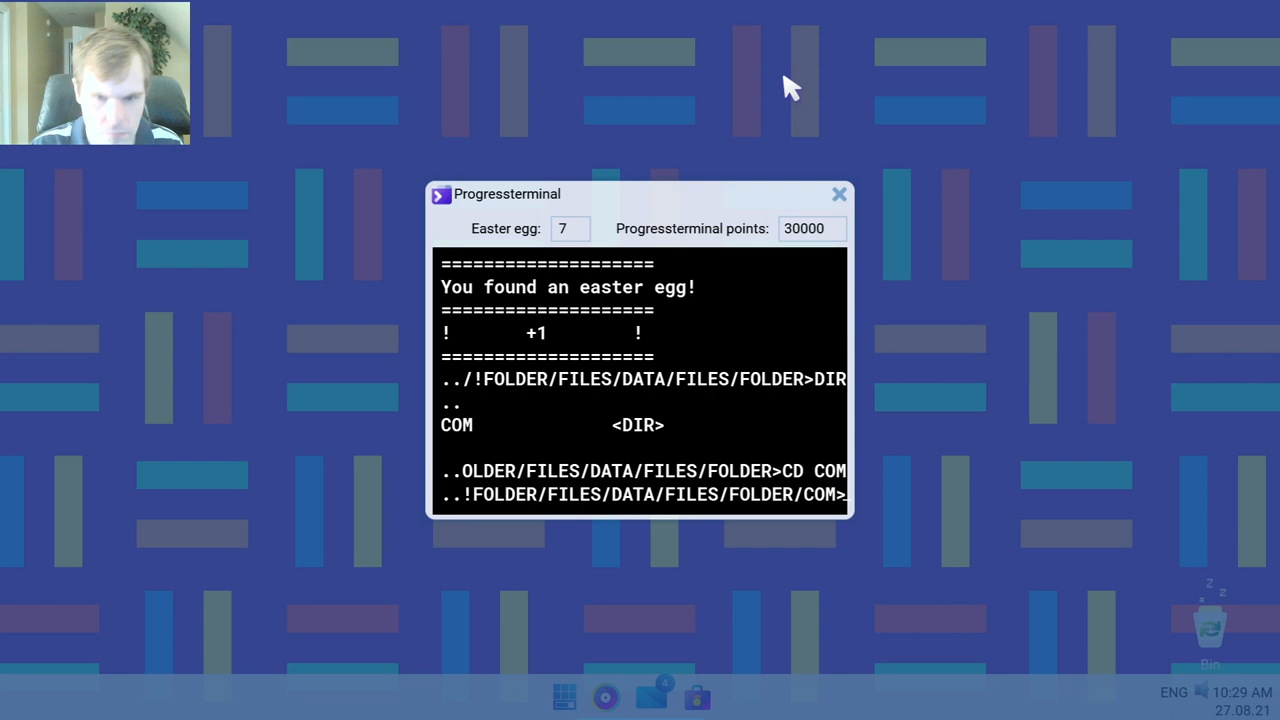 Progressterminal
Easter egg: 7 Progressterminal points: 30000
====================
You found an easter egg!
====================
! +1 !
====================
../!FOLDER/FILES/DATA/FILES/FOLDER>DIR
..
COM <DIR>
..OLDER/FILES/DATA/FILES/FOLDER>CD COM
..!FOLDER/FILES/DATA/FILES/FOLDER/COM>_
z
z
z
Bin
4
ENG 10:29 AM
27.08.21